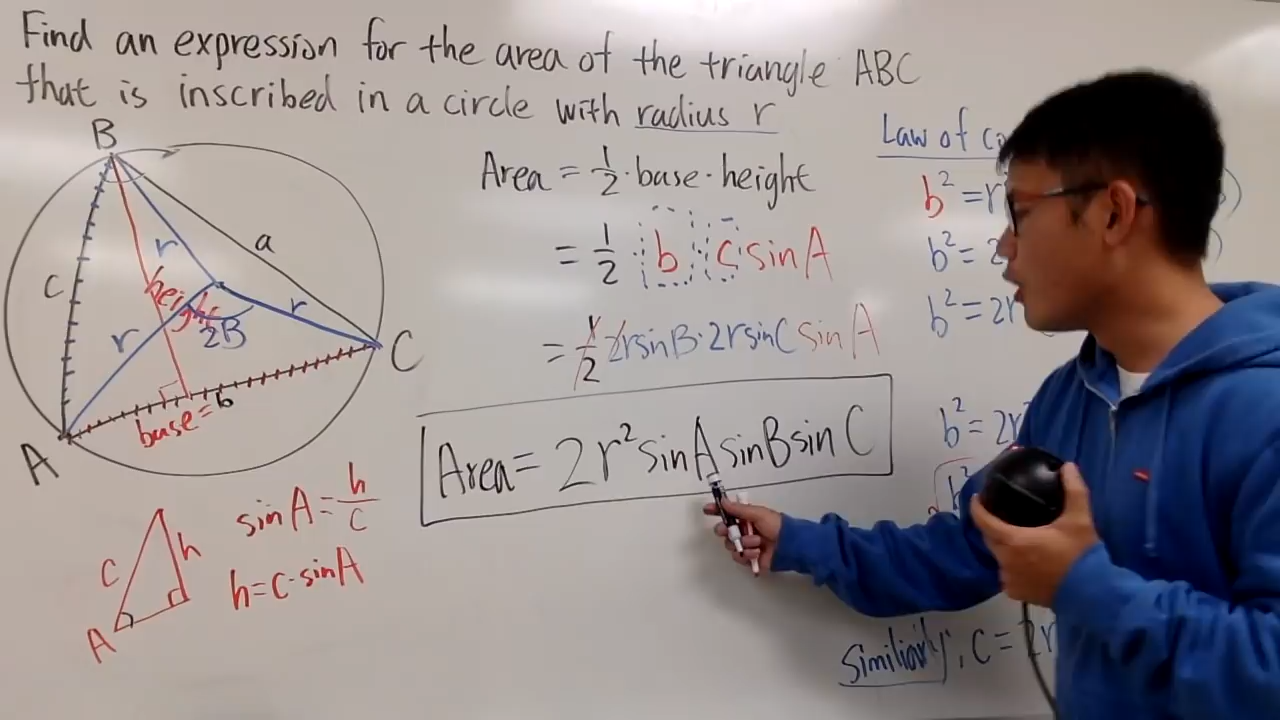 Find an expression for the area of the triangle ABC
that is inscribed in a circle with radius r
B
a
c
r
r
r
height
2B
base = b
A
C
c
h
A
sin A = h/c
h = c · sin A
Area = 1/2 · base · height
= 1/2 · b · c sin A
= 1/2 2r sin B · 2r sin C sin A
Area = 2r² sin A sin B sin C
Law of
b² = r
b² = 2
b² = 2r
b² = 2r
b²
Similarly, c = 2r